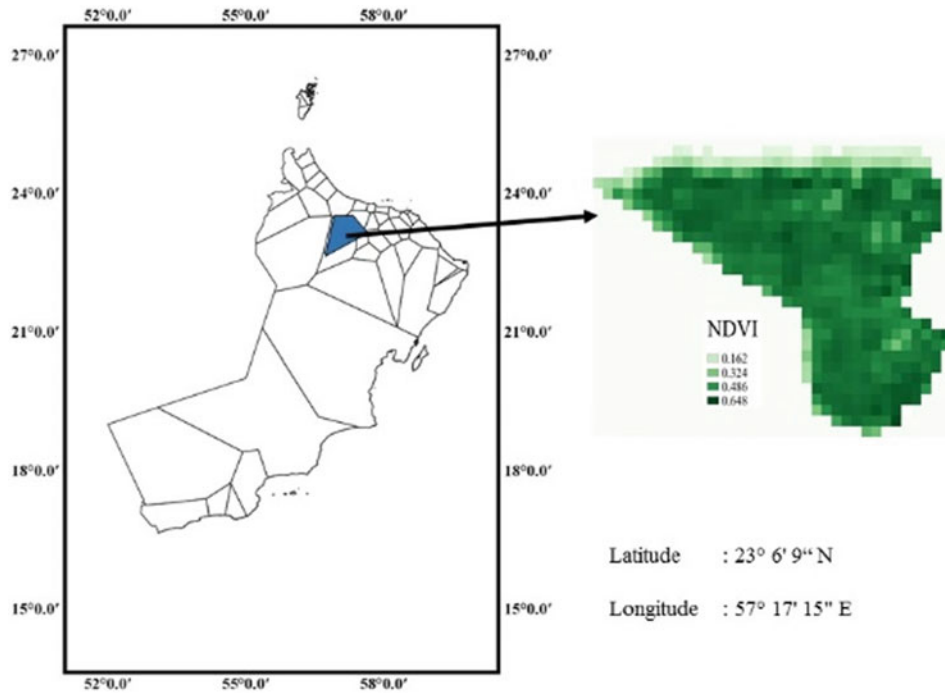 52°0.0' 55°0.0' 58°0.0'
27°0.0' 27°0.0'
24°0.0' 24°0.0'
21°0.0' 21°0.0'
18°0.0' 18°0.0'
15°0.0' 15°0.0'
52°0.0' 55°0.0' 58°0.0'
NDVI
0.162
0.324
0.486
0.648
Latitude : 23° 6' 9“ N
Longitude : 57° 17' 15" E